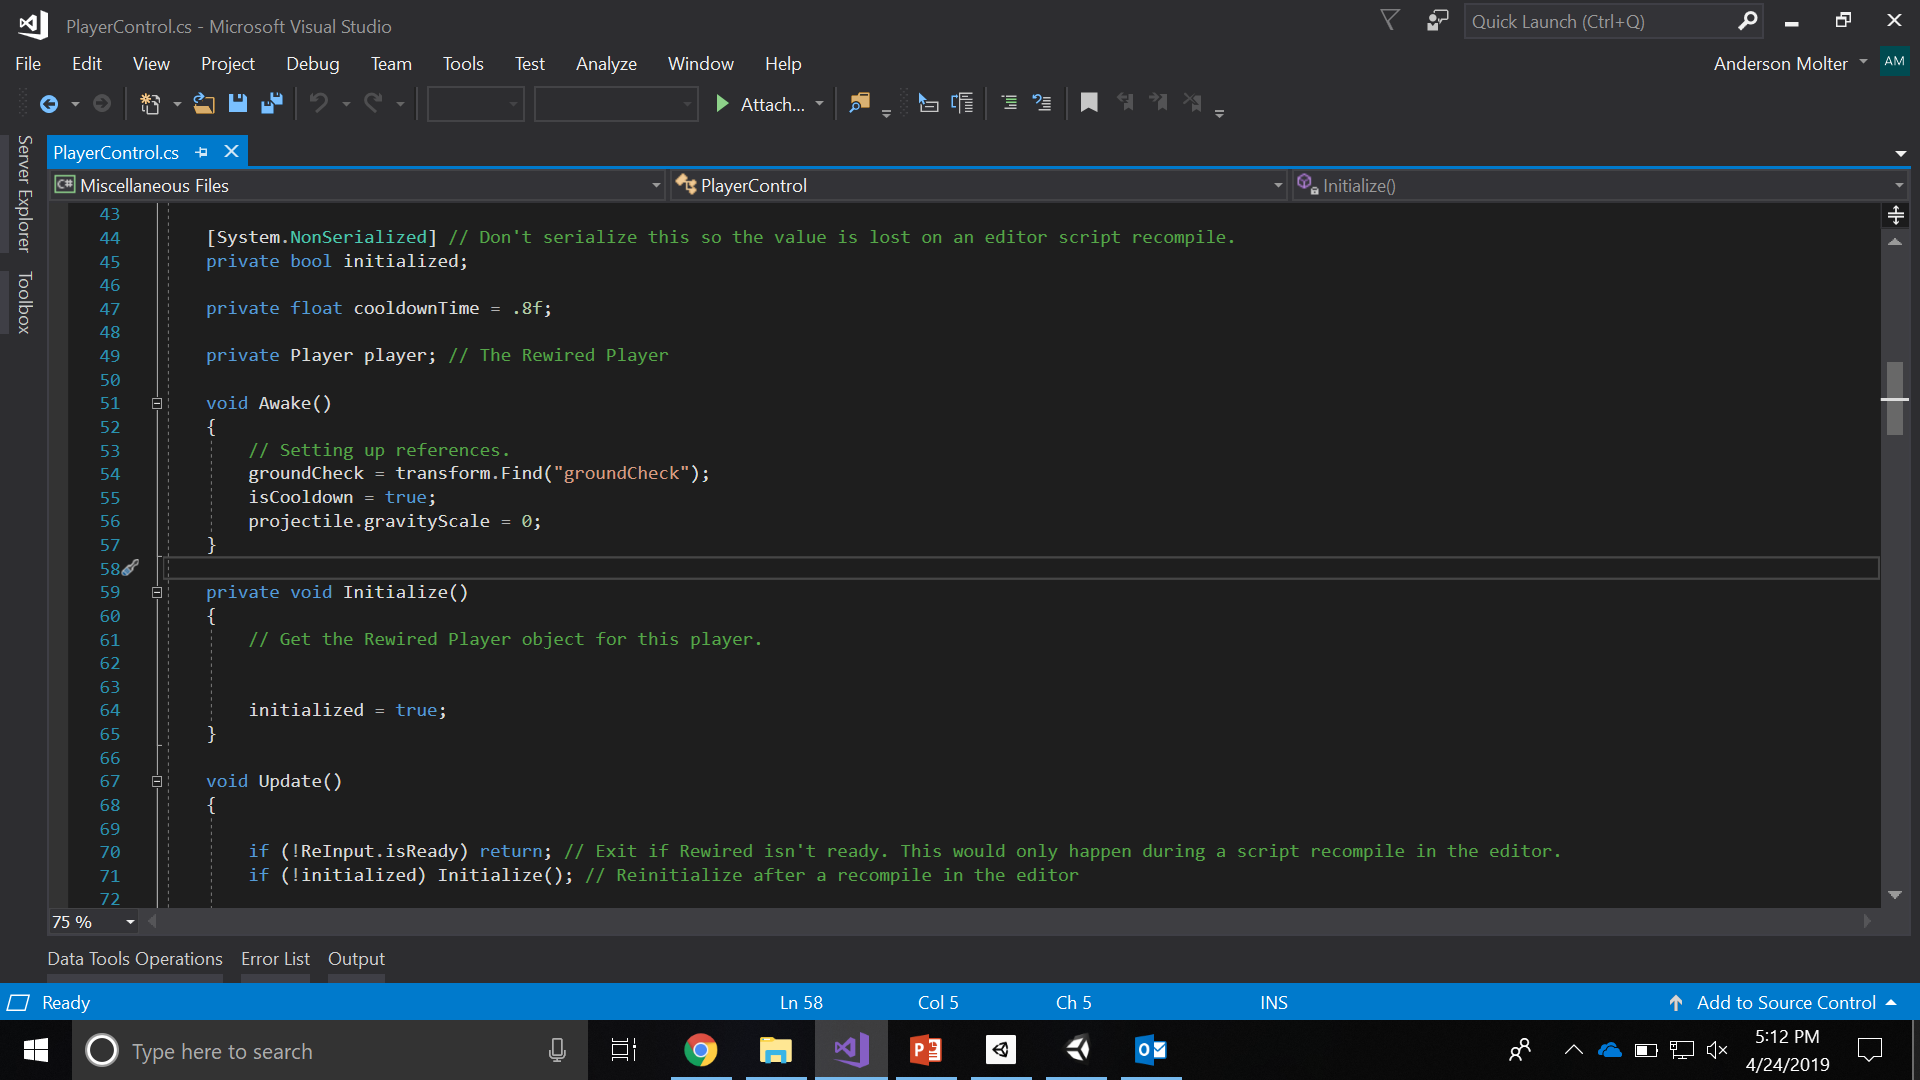 PlayerControl.cs - Microsoft Visual Studio
Quick Launch (Ctrl+Q)
File Edit View Project Debug Team Tools Test Analyze Window Help
Anderson Molter AM
Attach...
Server Explorer
Toolbox
PlayerControl.cs
C# Miscellaneous Files
PlayerControl
Initialize()
43
44 [System.NonSerialized] // Don't serialize this so the value is lost on an editor script recompile.
45 private bool initialized;
46
47 private float cooldownTime = .8f;
48
49 private Player player; // The Rewired Player
50
51 void Awake()
52 {
53 // Setting up references.
54 groundCheck = transform.Find("groundCheck");
55 isCooldown = true;
56 projectile.gravityScale = 0;
57 }
58
59 private void Initialize()
60 {
61 // Get the Rewired Player object for this player.
62
63
64 initialized = true;
65 }
66
67 void Update()
68 {
69
70 if (!ReInput.isReady) return; // Exit if Rewired isn't ready. This would only happen during a script recompile in the editor.
71 if (!initialized) Initialize(); // Reinitialize after a recompile in the editor
72
75 %
Data Tools Operations Error List Output
Ready Ln 58 Col 5 Ch 5 INS Add to Source Control
Type here to search
5:12 PM
4/24/2019